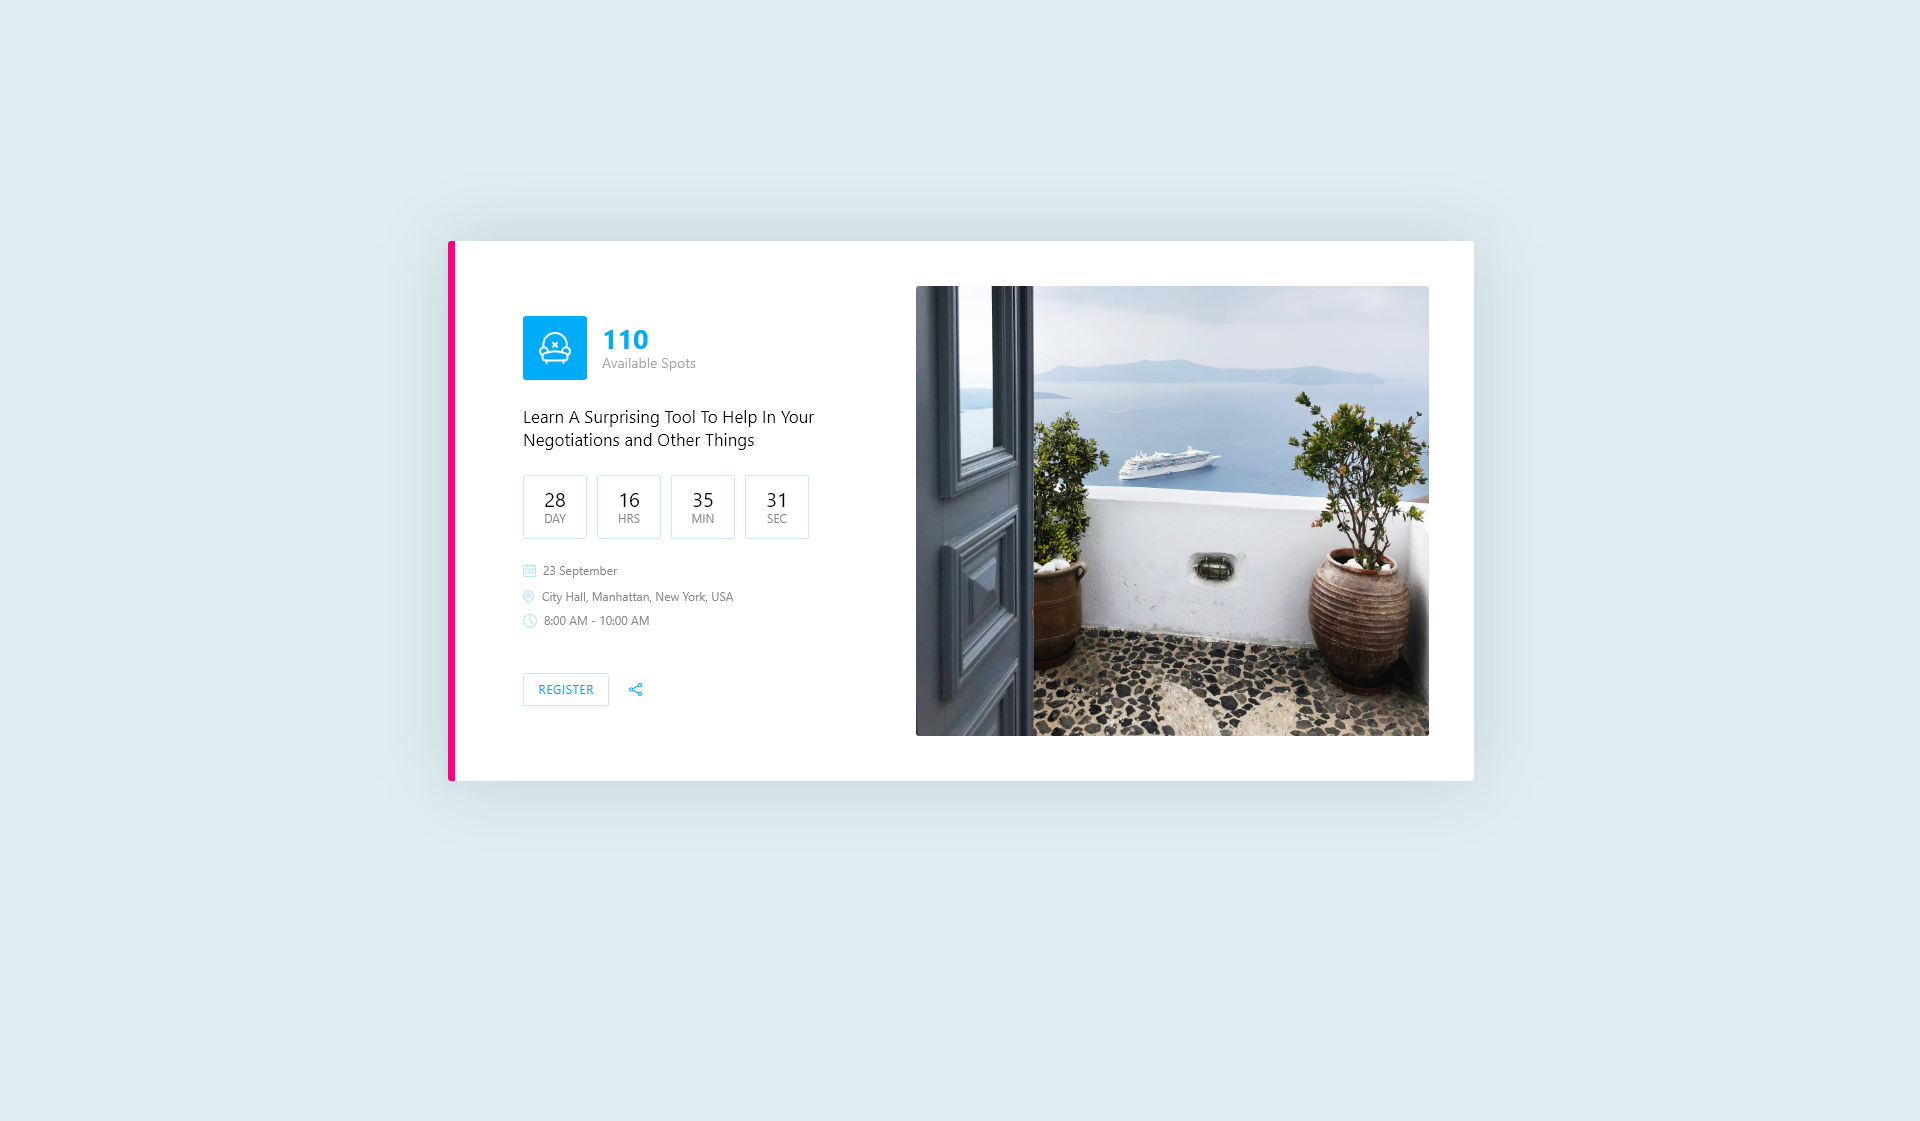 110
Available Spots
Learn A Surprising Tool To Help In Your
Negotiations and Other Things
28 16 35 31
DAY HRS MIN SEC
23 September
City Hall, Manhattan, New York, USA
8:00 AM - 10:00 AM
REGISTER